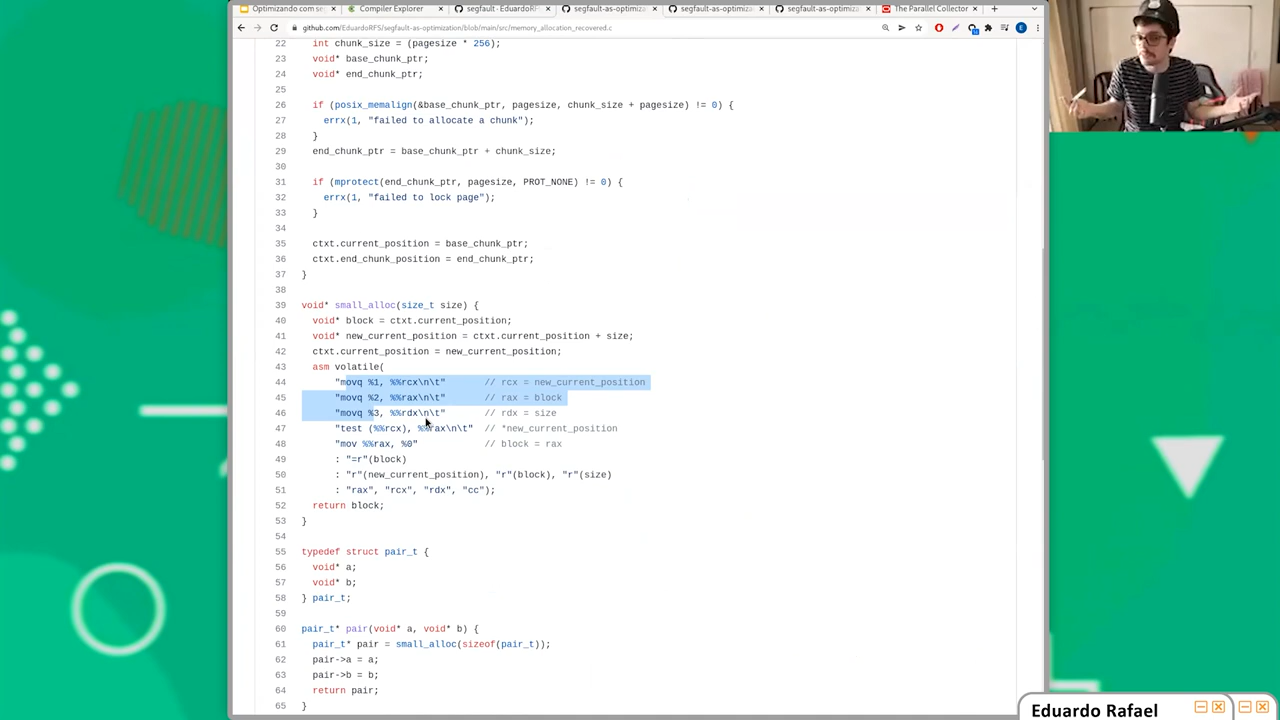 Optimizando com seg
Compiler Explorer
segfault · EduardoRF
segfault-as-optimiza
segfault-as-optimiza
segfault-as-optimiza
The Parallel Collector
github.com/EduardoRFS/segfault-as-optimization/blob/main/src/memory_allocation_recovered.c
22 int chunk_size = (pagesize * 256);
23 void* base_chunk_ptr;
24 void* end_chunk_ptr;
25
26 if (posix_memalign(&base_chunk_ptr, pagesize, chunk_size + pagesize) != 0) {
27 errx(1, "failed to allocate a chunk");
28 }
29 end_chunk_ptr = base_chunk_ptr + chunk_size;
30
31 if (mprotect(end_chunk_ptr, pagesize, PROT_NONE) != 0) {
32 errx(1, "failed to lock page");
33 }
34
35 ctxt.current_position = base_chunk_ptr;
36 ctxt.end_chunk_position = end_chunk_ptr;
37 }
38
39 void* small_alloc(size_t size) {
40 void* block = ctxt.current_position;
41 void* new_current_position = ctxt.current_position + size;
42 ctxt.current_position = new_current_position;
43 asm volatile(
44 "movq %1, %%rcx\n\t" // rcx = new_current_position
45 "movq %2, %%rax\n\t" // rax = block
46 "movq %3, %%rdx\n\t" // rdx = size
47 "test (%%rcx), %%rax\n\t" // *new_current_position
48 "mov %%rax, %0" // block = rax
49 : "=r"(block)
50 : "r"(new_current_position), "r"(block), "r"(size)
51 : "rax", "rcx", "rdx", "cc");
52 return block;
53 }
54
55 typedef struct pair_t {
56 void* a;
57 void* b;
58 } pair_t;
59
60 pair_t* pair(void* a, void* b) {
61 pair_t* pair = small_alloc(sizeof(pair_t));
62 pair->a = a;
63 pair->b = b;
64 return pair;
65 }
Eduardo Rafael